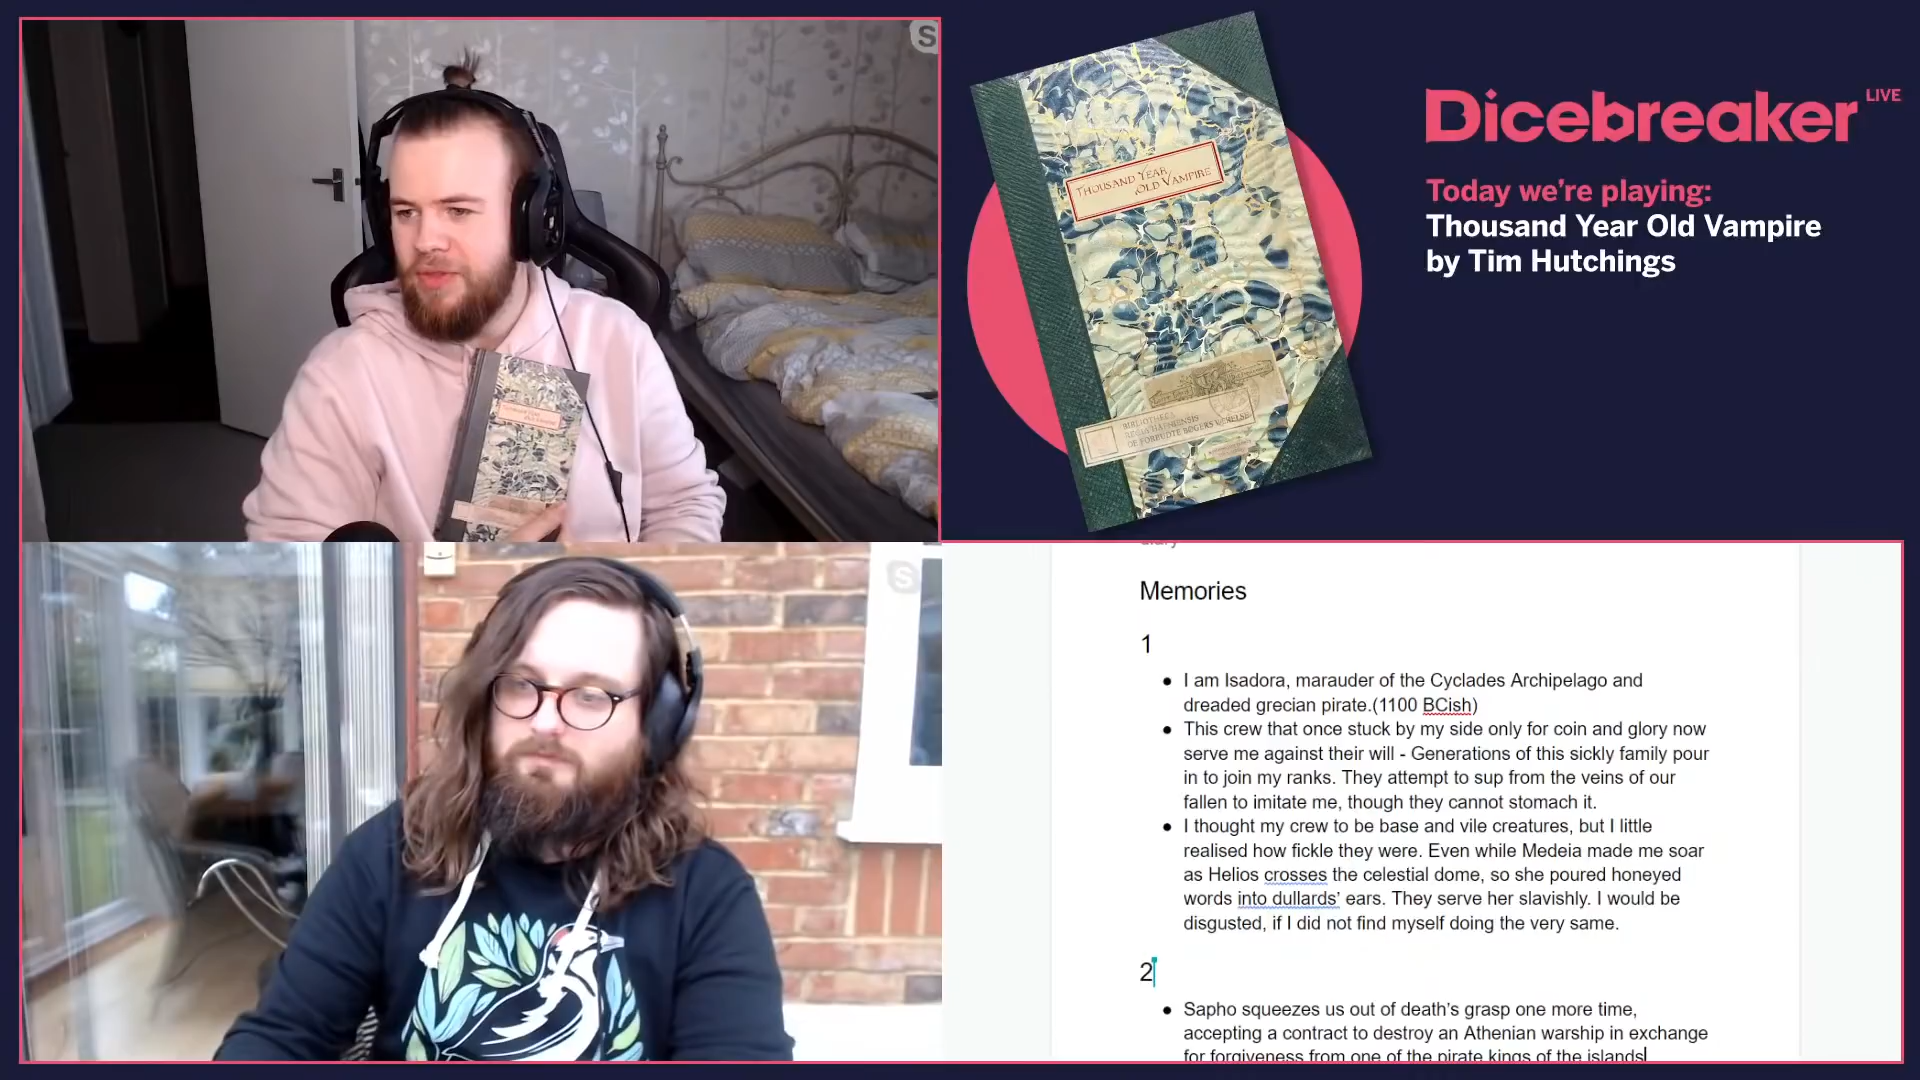 Dicebreaker LIVE
Today we're playing:
Thousand Year Old Vampire
by Tim Hutchings
THOUSAND YEAR
OLD VAMPIRE
BIBLIOTHECA
Memories
1
I am Isadora, marauder of the Cyclades Archipelago and
dreaded grecian pirate.(1100 BCish)
This crew that once stuck by my side only for coin and glory now
serve me against their will - Generations of this sickly family pour
in to join my ranks. They attempt to sup from the veins of our
fallen to imitate me, though they cannot stomach it.
I thought my crew to be base and vile creatures, but I little
realised how fickle they were. Even while Medeia made me soar
as Helios crosses the celestial dome, so she poured honeyed
words into dullards' ears. They serve her slavishly. I would be
disgusted, if I did not find myself doing the very same.
2
Sapho squeezes us out of death's grasp one more time,
accepting a contract to destroy an Athenian warship in exchange
for forgiveness from one of the pirate kings of the islands